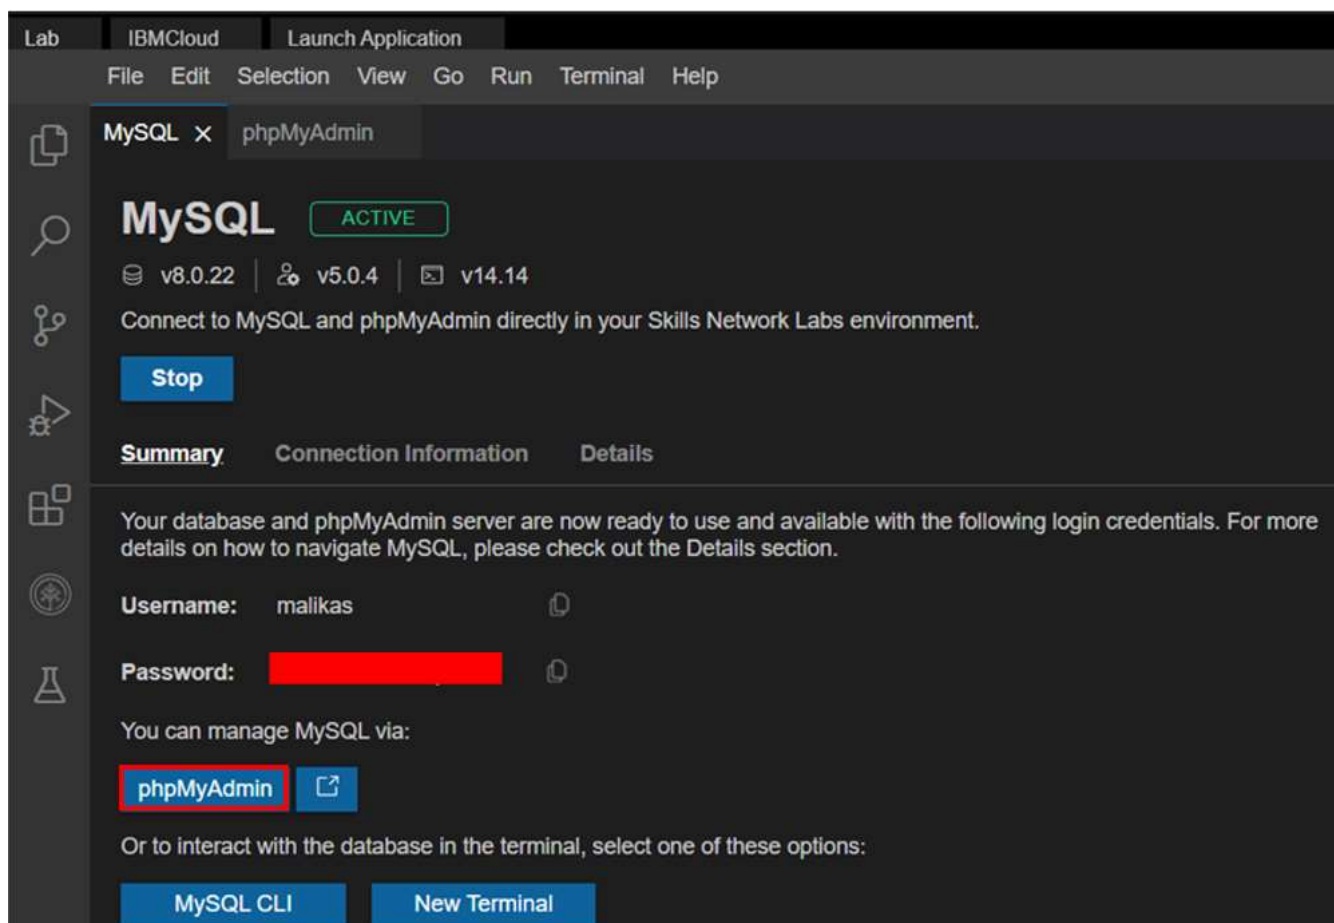 Lab IBMCloud Launch Application
File Edit Selection View Go Run Terminal Help
MySQL phpMyAdmin
MySQL ACTIVE
v8.0.22 v5.0.4 v14.14
Connect to MySQL and phpMyAdmin directly in your Skills Network Labs environment.
Stop
Summary Connection Information Details
Your database and phpMyAdmin server are now ready to use and available with the following login credentials. For more
details on how to navigate MySQL, please check out the Details section.
Username: malikas
Password:
You can manage MySQL via:
phpMyAdmin
Or to interact with the database in the terminal, select one of these options:
MySQL CLI New Terminal